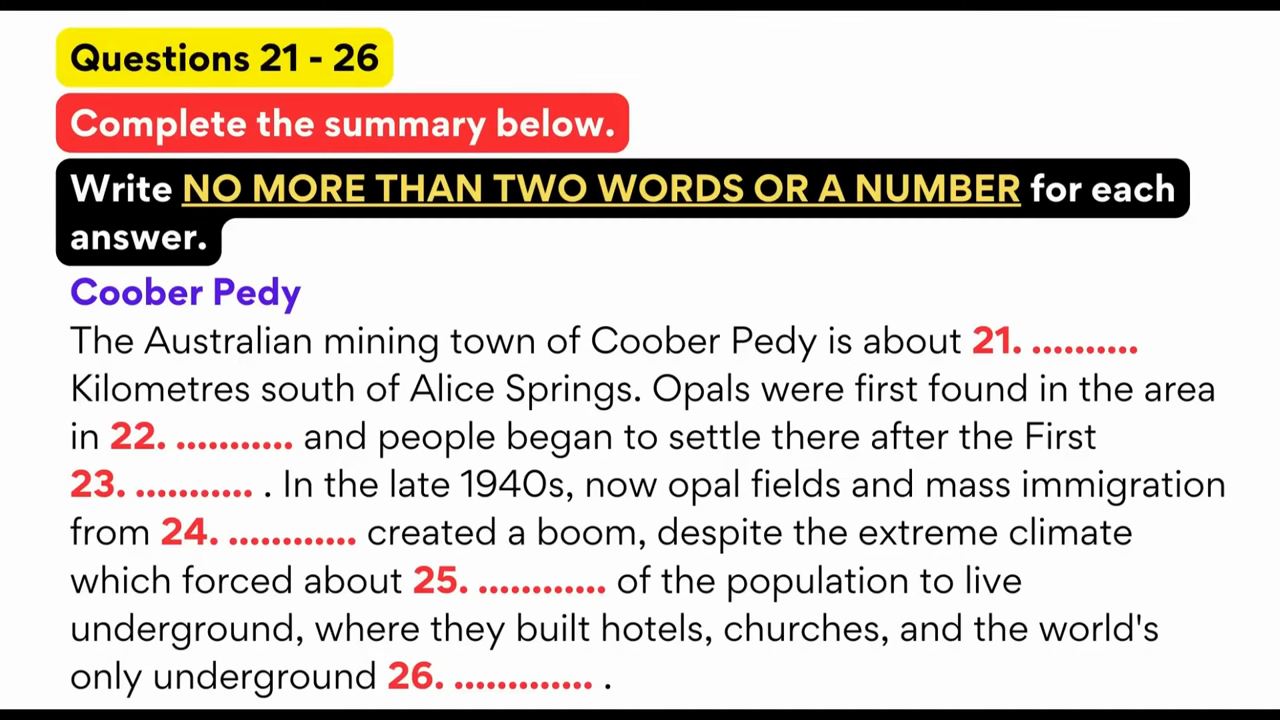 Questions 21 - 26
Complete the summary below.
Write NO MORE THAN TWO WORDS OR A NUMBER for each
answer.
Coober Pedy
The Australian mining town of Coober Pedy is about 21. ..........
Kilometres south of Alice Springs. Opals were first found in the area
in 22. ........... and people began to settle there after the First
23. ........... . In the late 1940s, now opal fields and mass immigration
from 24. ............ created a boom, despite the extreme climate
which forced about 25. ............ of the population to live
underground, where they built hotels, churches, and the world's
only underground 26. ............. .